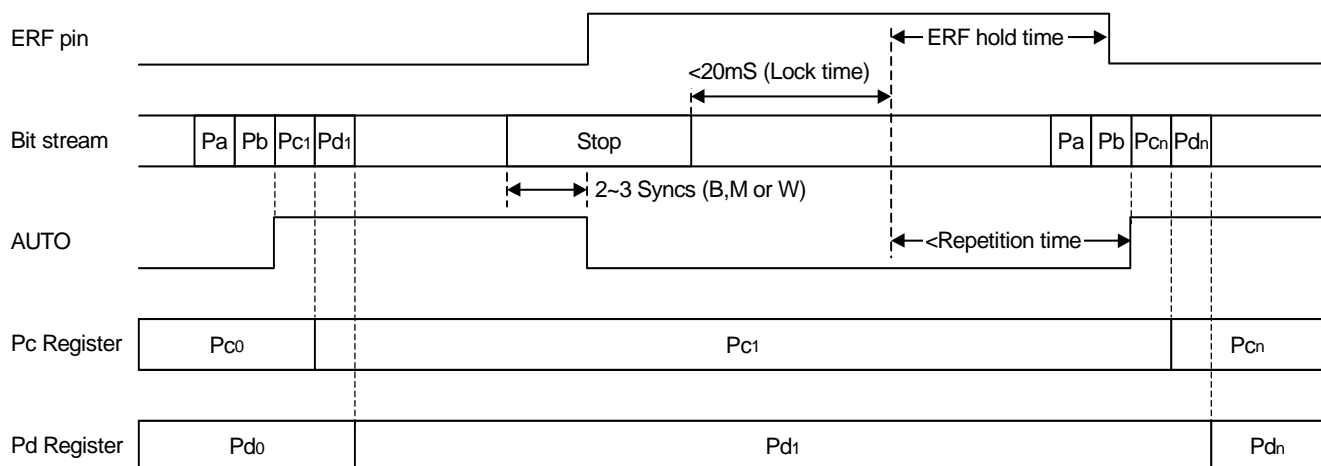 ERF pin
ERF hold time
<20mS (Lock time)
Bit stream
Pa Pb Pc1 Pd1 Stop Pa Pb Pcn Pdn
2~3 Syncs (B,M or W)
AUTO
<Repetition time
Pc Register Pc0 Pc1 Pcn
Pd Register Pd0 Pd1 Pdn